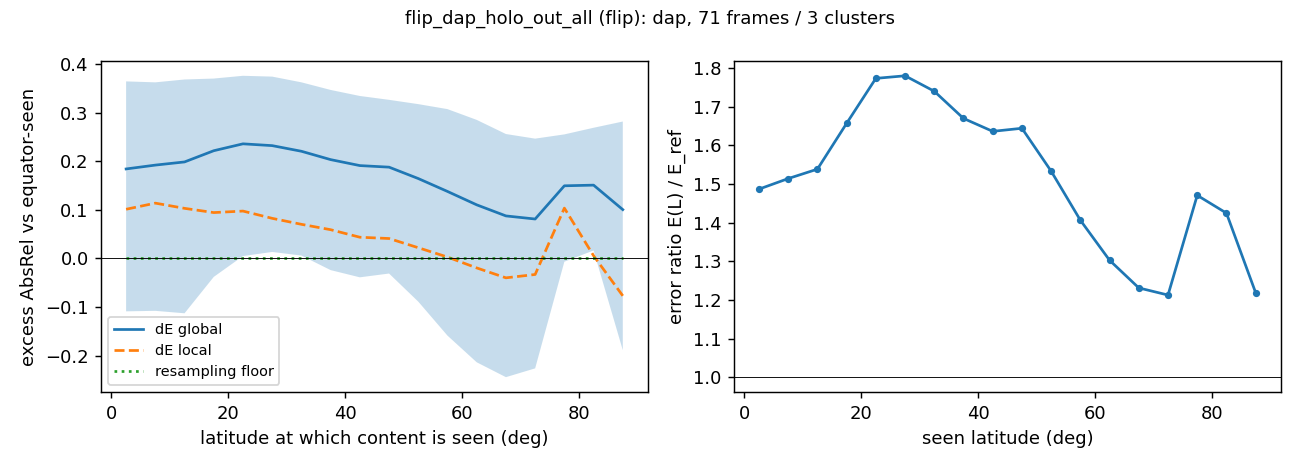 flip_dap_holo_out_all (flip): dap, 71 frames / 3 clusters
excess AbsRel vs equator-seen
0.4
0.3
0.2
0.1
0.0
−0.1
−0.2
dE global
dE local
resampling floor
0 20 40 60 80
latitude at which content is seen (deg)
error ratio E(L) / E_ref
1.8
1.7
1.6
1.5
1.4
1.3
1.2
1.1
1.0
0 20 40 60 80
seen latitude (deg)